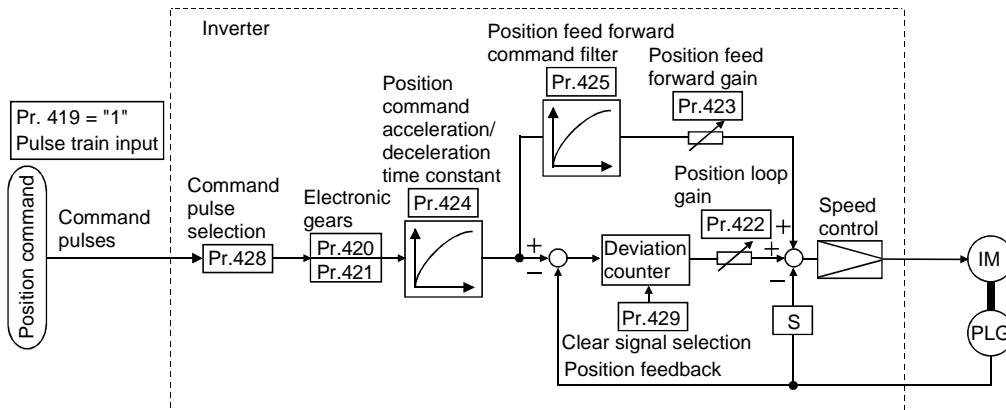 Inverter
Pr. 419 = "1"
Pulse train input
Position command
Command
pulses
Command
pulse
selection
Pr.428
Electronic
gears
Pr.420
Pr.421
Position
command
acceleration/
deceleration
time constant
Pr.424
Position feed forward
command filter
Pr.425
Position feed
forward gain
Pr.423
Position loop
gain
Pr.422
+
−
Deviation
counter
Pr.429
Clear signal selection
Position feedback
+
+
−
S
Speed
control
IM
PLG